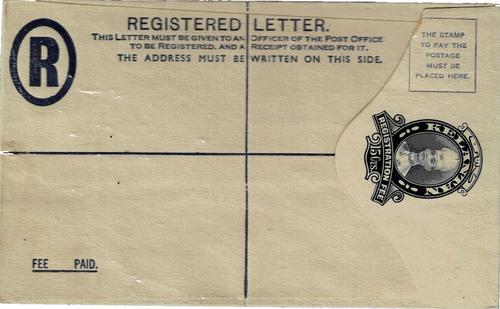 R
REGISTERED LETTER.
THIS LETTER MUST BE GIVEN TO AN OFFICER OF THE POST OFFICE
TO BE REGISTERED, AND A RECEIPT OBTAINED FOR IT.
THE ADDRESS MUST BE WRITTEN ON THIS SIDE.
THE STAMP
TO PAY THE
POSTAGE
MUST BE
PLACED HERE.
KELANTAN
REGISTRATION FEE
15 Cts.
FEE PAID.